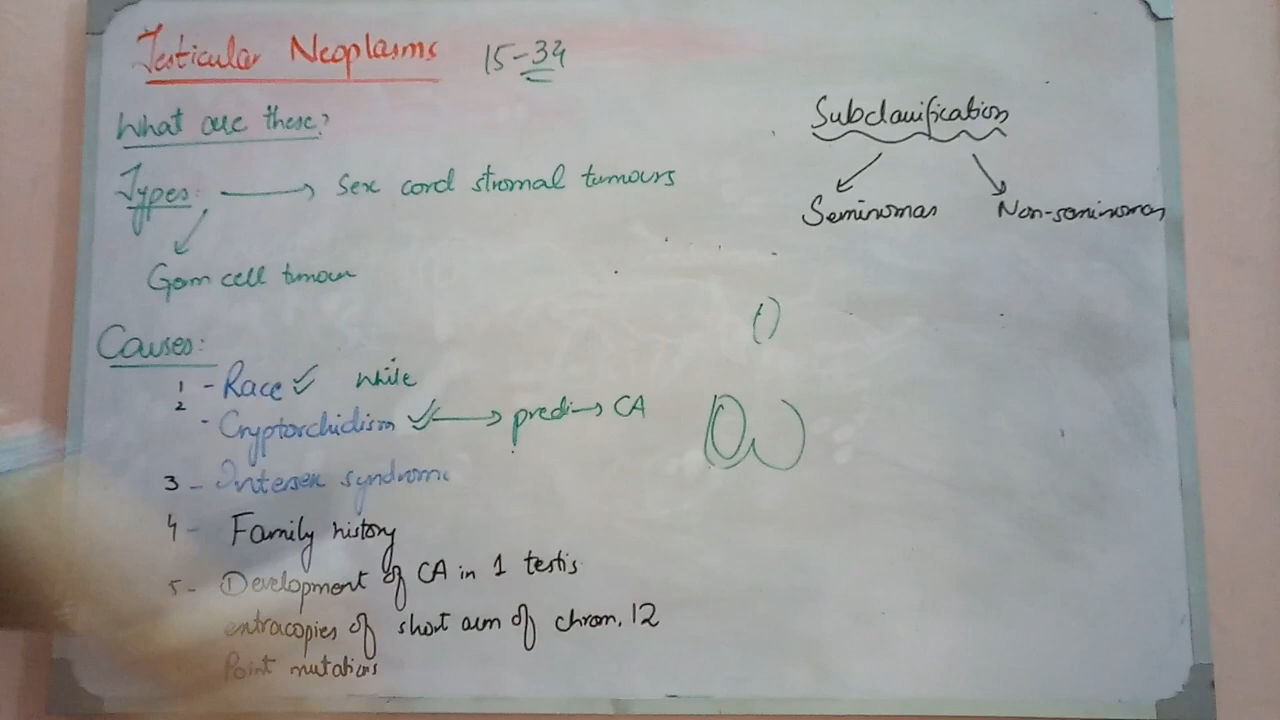 Testicular Neoplasms 15-34
What are these?
Types: → Sex cord stromal tumours
Germ cell tumour
Causes:
1 - Race ✓ white
2 - Cryptorchidism ✓ → predi → CA
3 - Intersex syndrome
4 - Family history
5 - Development of CA in 1 testis
extracopies of short arm of chrom. 12
Point mutations
Subclassification
Seminomas Non-seminomas